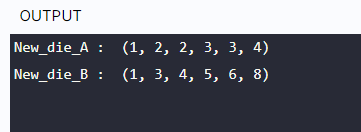 OUTPUT
New_die_A :  (1, 2, 2, 3, 3, 4)
New_die_B :  (1, 3, 4, 5, 6, 8)